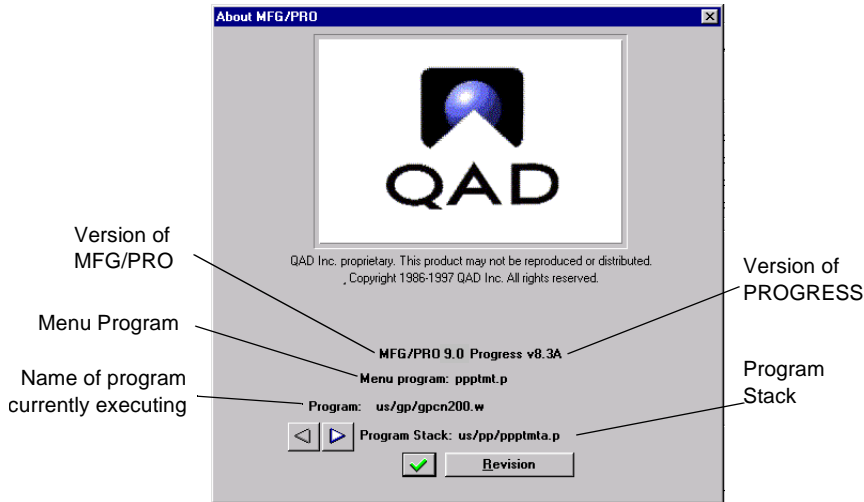 About MFG/PRO
QAD
QAD Inc. proprietary. This product may not be reproduced or distributed.
Copyright 1986-1997 QAD Inc. All rights reserved.
Version of
MFG/PRO
Version of
PROGRESS
Menu Program
MFG/PRO 9.0 Progress v8.3A
Menu program: ppptmt.p
Name of program
currently executing
Program: us/gp/gpcn200.w
Program
Stack
Program Stack: us/pp/ppptmta.p
Revision